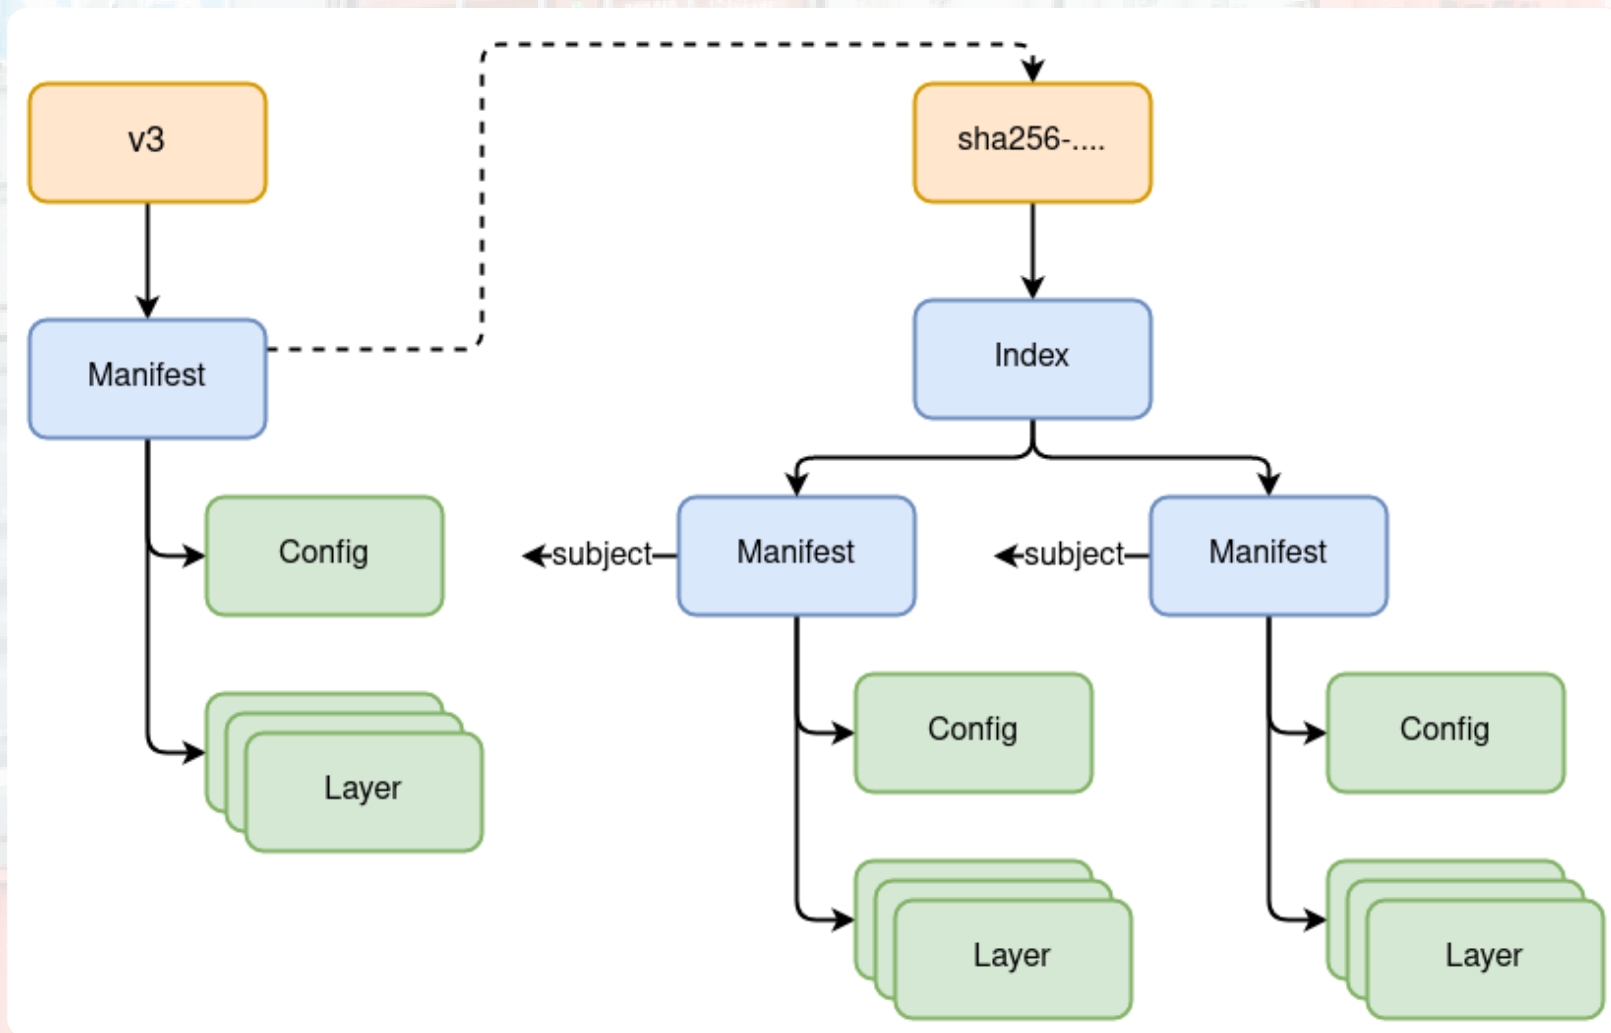 v3
sha256-....
Manifest
Index
Config
subject
Manifest
subject
Manifest
Layer
Config
Config
Layer
Layer